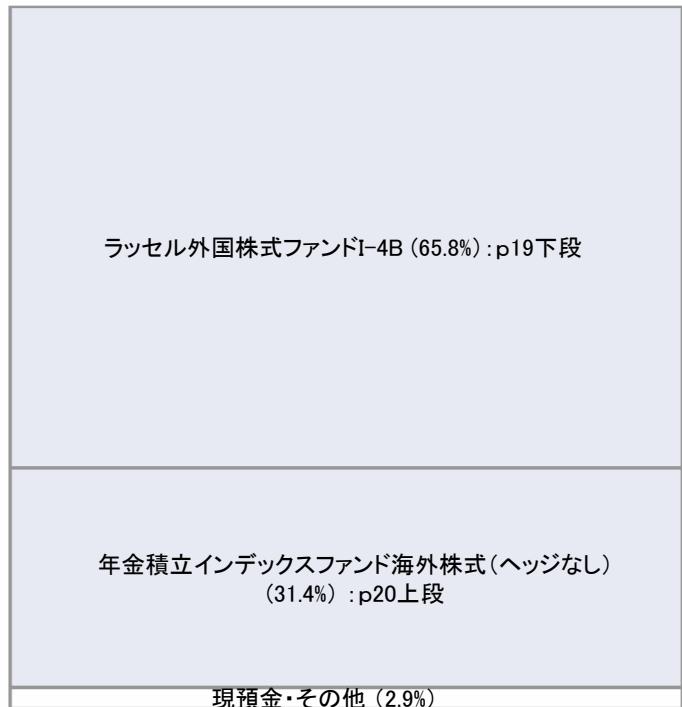 ラッセル外国株式ファンドI-4B (65.8%):p19下段
年金積立インデックスファンド海外株式(ヘッジなし)
(31.4%) :p20上段
現預金・その他 (2.9%)